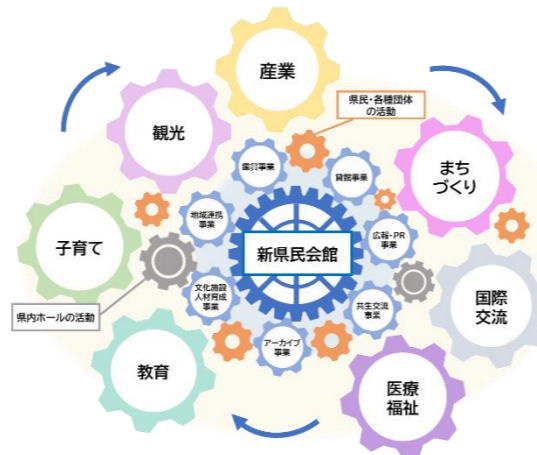 産業
県民・各種団体
の活動
観光
まち
づくり
鑑賞事業
貸館事業
地域連携
事業
広報・PR
事業
新県民会館
子育て
文化施設
人材育成
事業
共生交流
事業
国際
交流
県内ホールの活動
アーカイブ
事業
教育
医療
福祉